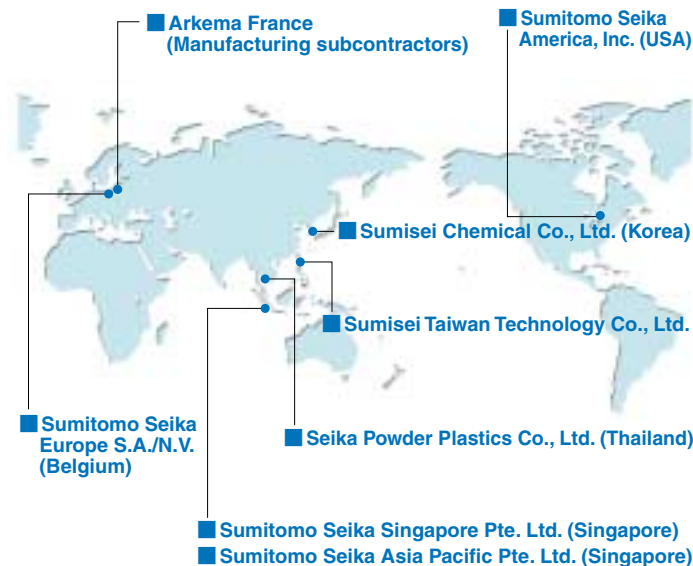 Arkema France
(Manufacturing subcontractors)
Sumitomo Seika
America, Inc. (USA)
Sumisei Chemical Co., Ltd. (Korea)
Sumisei Taiwan Technology Co., Ltd.
Sumitomo Seika
Europe S.A./N.V.
(Belgium)
Seika Powder Plastics Co., Ltd. (Thailand)
Sumitomo Seika Singapore Pte. Ltd. (Singapore)
Sumitomo Seika Asia Pacific Pte. Ltd. (Singapore)